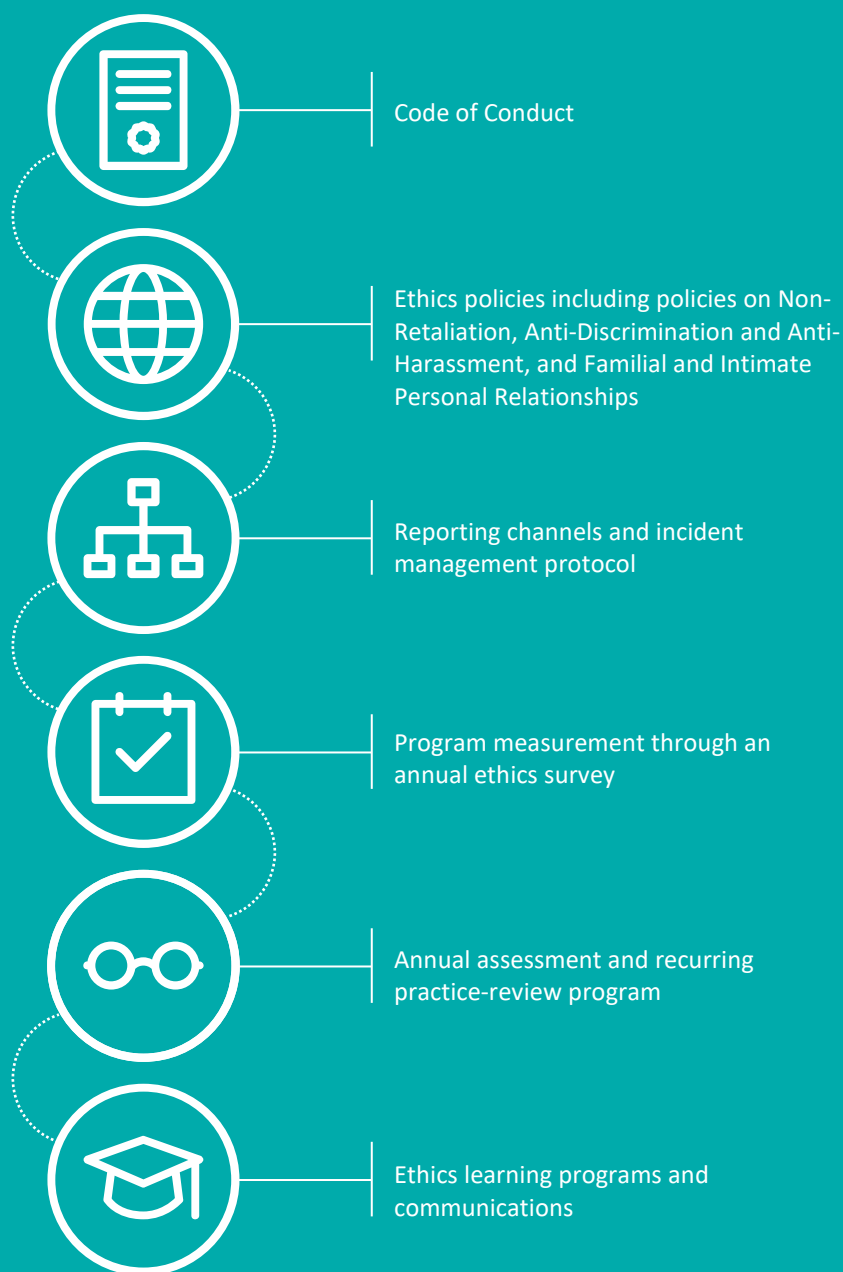 Code of Conduct
Ethics policies including policies on Non-
Retaliation, Anti-Discrimination and Anti-
Harassment, and Familial and Intimate
Personal Relationships
Reporting channels and incident
management protocol
Program measurement through an
annual ethics survey
Annual assessment and recurring
practice-review program
Ethics learning programs and
communications